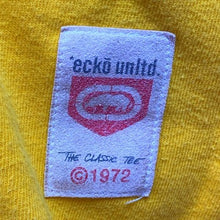 *ecko unltd.
THE CLASSIC TEE
©1972